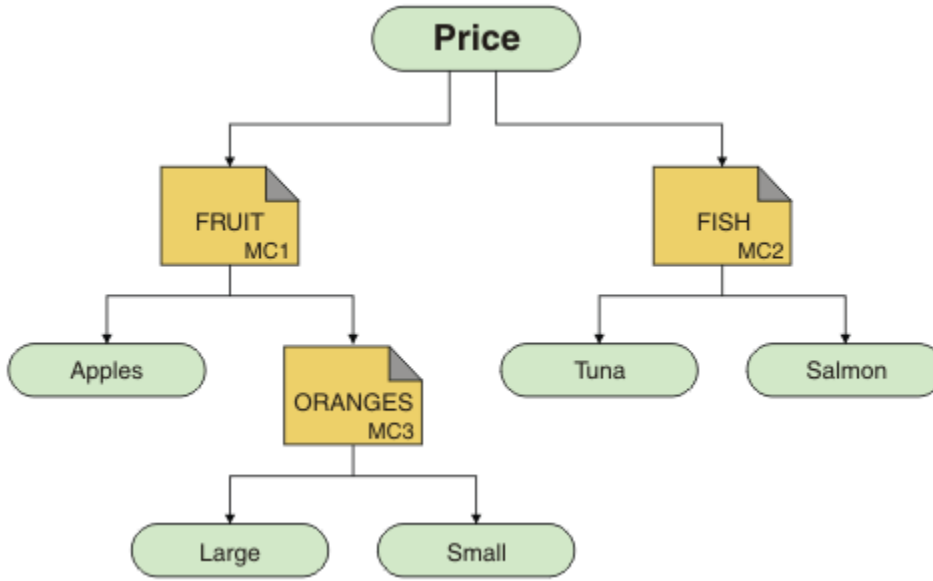 Price
FRUIT
MC1
FISH
MC2
Apples
ORANGES
MC3
Tuna
Salmon
Large
Small